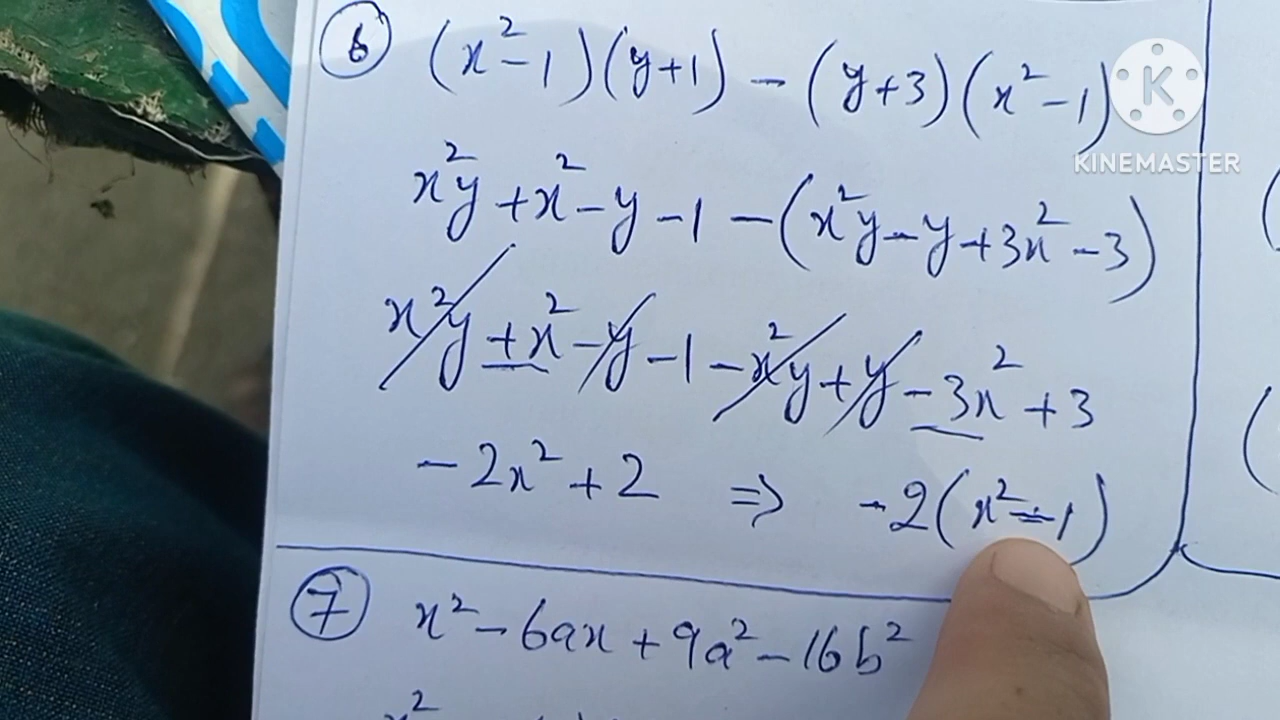 ⑥ (x²-1)(y+1) - (y+3)(x²-1)
K
KINEMASTER
x²y + x² - y - 1 - (x²y - y + 3x² - 3)
x²y + x² - y - 1 - x²y + y - 3x² + 3
- 2x² + 2 ⇒ -2(x² - 1)
⑦ x² - 6ax + 9a² - 16b²
x²